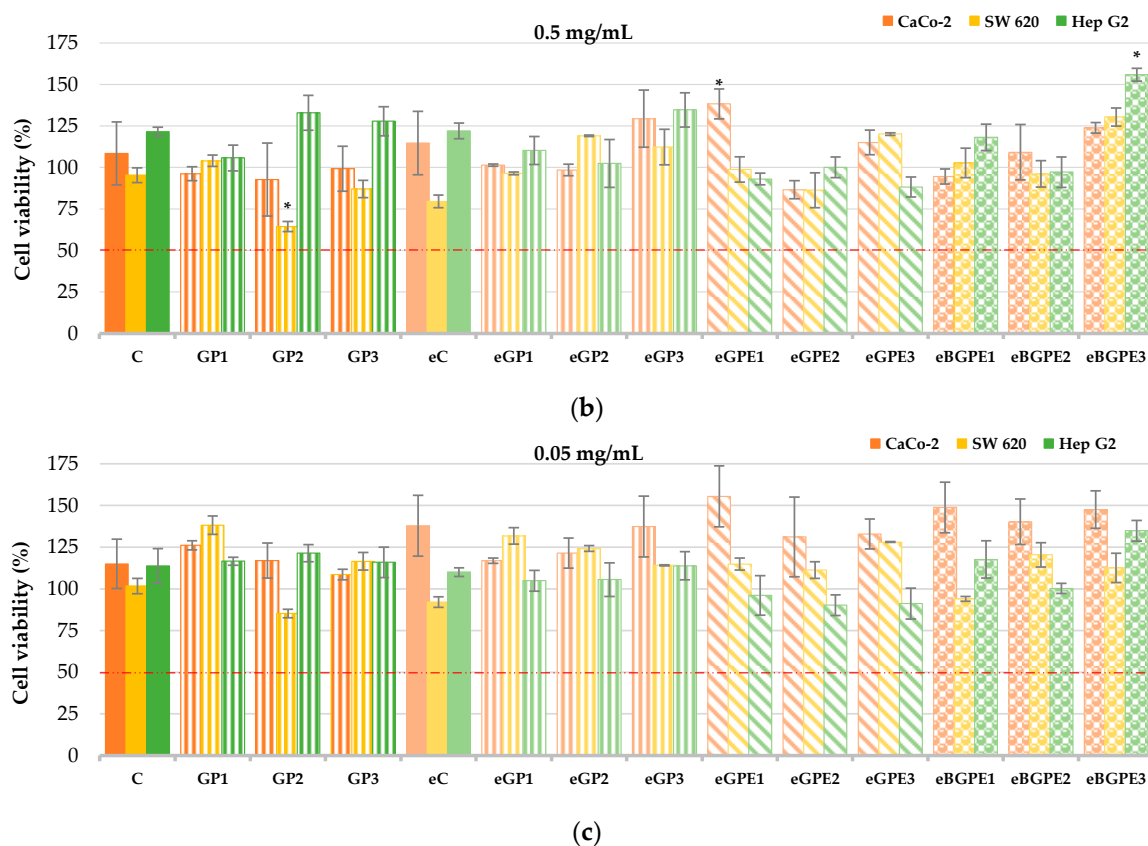 CaCo-2 SW 620 Hep G2
0.5 mg/mL
Cell viability (%)
175
150
125
100
75
50
25
0
* * *
C GP1 GP2 GP3 eC eGP1 eGP2 eGP3 eGPE1 eGPE2 eGPE3 eBGPE1 eBGPE2 eBGPE3
(b)
CaCo-2 SW 620 Hep G2
0.05 mg/mL
Cell viability (%)
175
150
125
100
75
50
25
0
C GP1 GP2 GP3 eC eGP1 eGP2 eGP3 eGPE1 eGPE2 eGPE3 eBGPE1 eBGPE2 eBGPE3
(c)